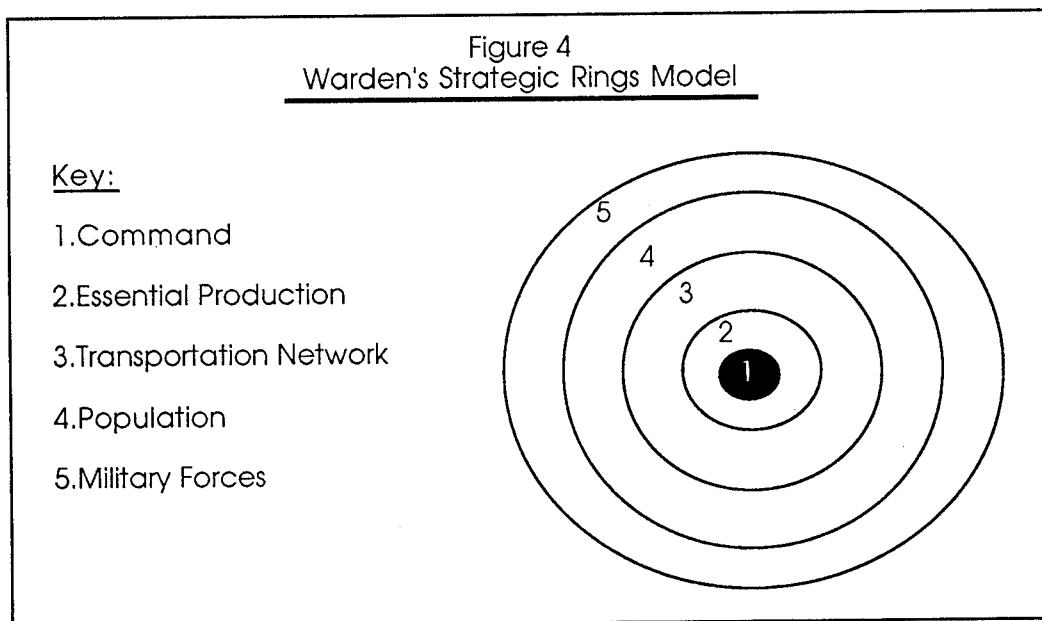 Figure 4
Warden's Strategic Rings Model
Key:
1.Command
2.Essential Production
3.Transportation Network
4.Population
5.Military Forces
5
4
3
2
1